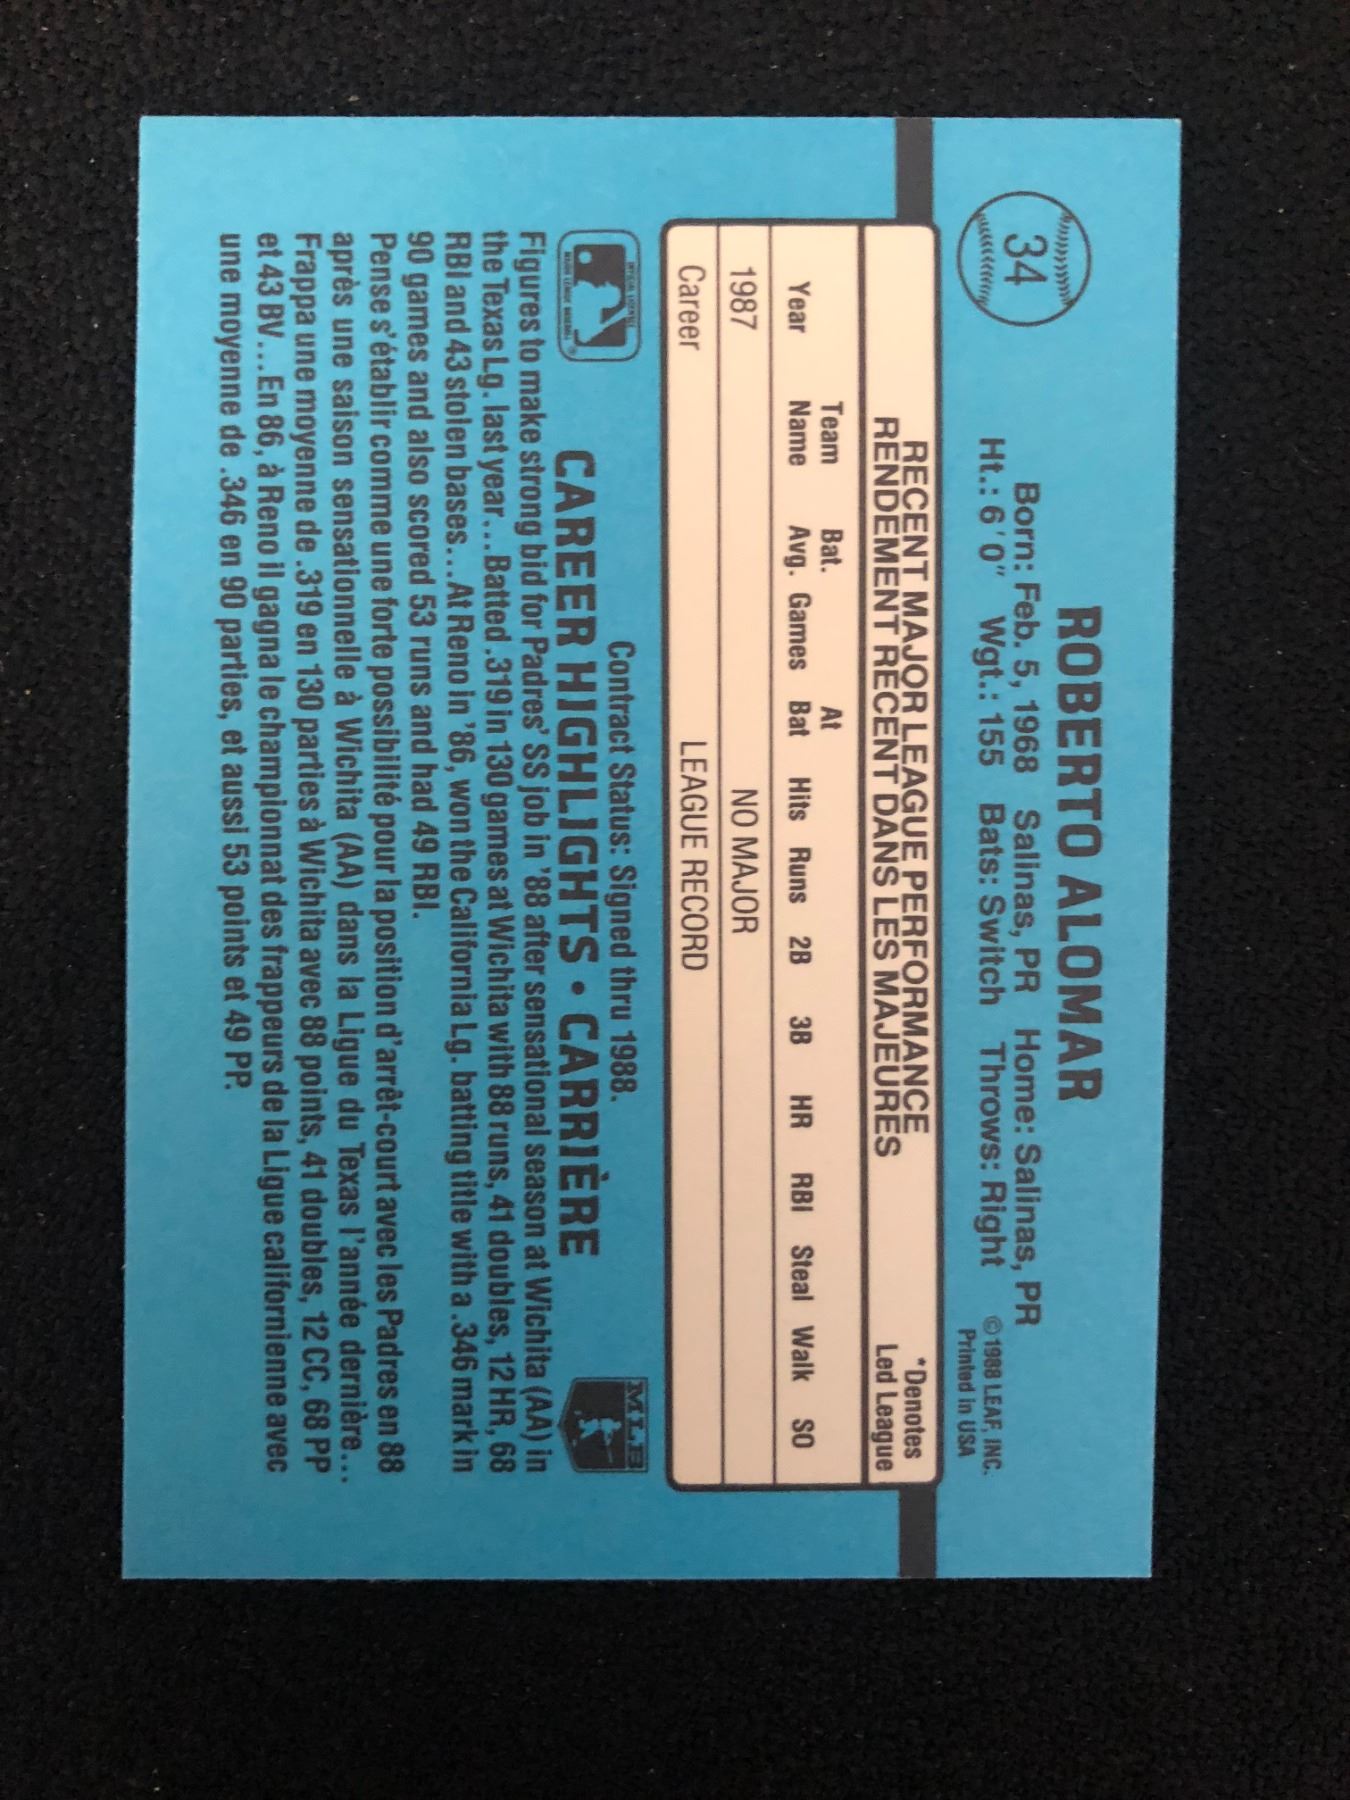 34
ROBERTO ALOMAR
Born: Feb. 5, 1968 Salinas, PR Home: Salinas, PR
Ht.: 6'0" Wgt.: 155 Bats: Switch Throws: Right
©1988 LEAF, INC.
Printed in USA
RECENT MAJOR LEAGUE PERFORMANCE
RENDEMENT RECENT DANS LES MAJEURES
*Denotes
Led League
Team Bat. At
Year Name Avg. Games Bat Hits Runs 2B 3B HR RBI Steal Walk SO
1987 NO MAJOR
Career LEAGUE RECORD
Contract Status: Signed thru 1988.
CAREER HIGHLIGHTS • CARRIÈRE
MLB
Figures to make strong bid for Padres' SS job in '88 after sensational season at Wichita (AA) in
the Texas Lg. last year...Batted .319 in 130 games at Wichita with 88 runs, 41 doubles, 12 HR, 68
RBI and 43 stolen bases...At Reno in '86, won the California Lg. batting title with a .346 mark in
90 games and also scored 53 runs and had 49 RBI.
Pense s'établir comme une forte possibilité pour la position d'arrêt-court avec les Padres en 88
après une saison sensationnelle à Wichita (AA) dans la Ligue du Texas l'année dernière...
Frappa une moyenne de .319 en 130 parties à Wichita avec 88 points, 41 doubles, 12 CC, 68 PP
et 43 BV...En 86, à Reno il gagna le championnat des frappeurs de la Ligue californienne avec
une moyenne de .346 en 90 parties, et aussi 53 points et 49 PP.